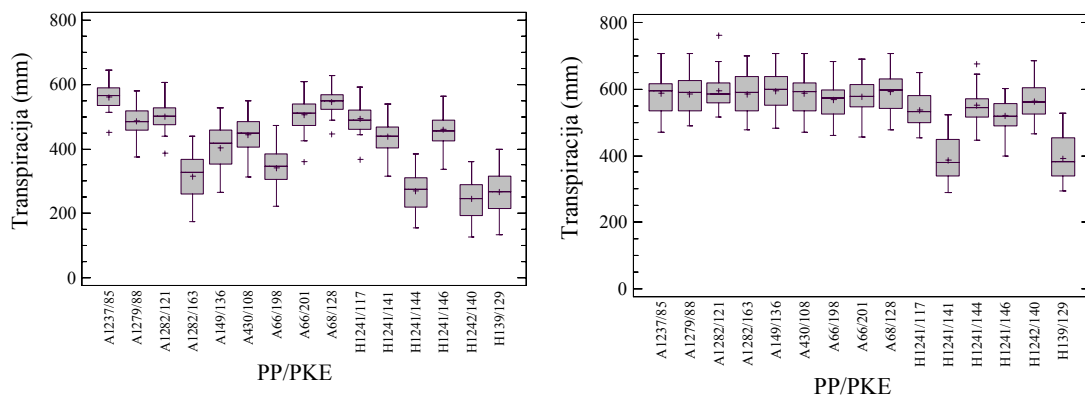 800
600
400
200
0
Transpiracija (mm)
A1237/85
A1279/88
A1282/121
A1282/163
A149/136
A430/108
A66/198
A66/201
A68/128
H1241/117
H1241/141
H1241/144
H1241/146
H1242/140
H139/129
PP/PKE
800
600
400
200
0
Transpiracija (mm)
A1237/85
A1279/88
A1282/121
A1282/163
A149/136
A430/108
A66/198
A66/201
A68/128
H1241/117
H1241/141
H1241/144
H1241/146
H1242/140
H139/129
PP/PKE